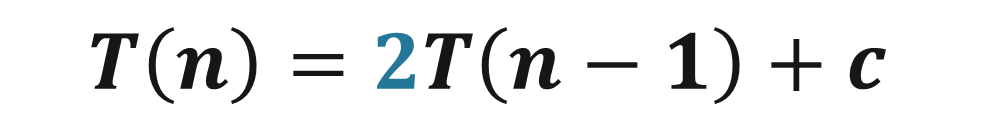 T(n) = 2T(n − 1) + c